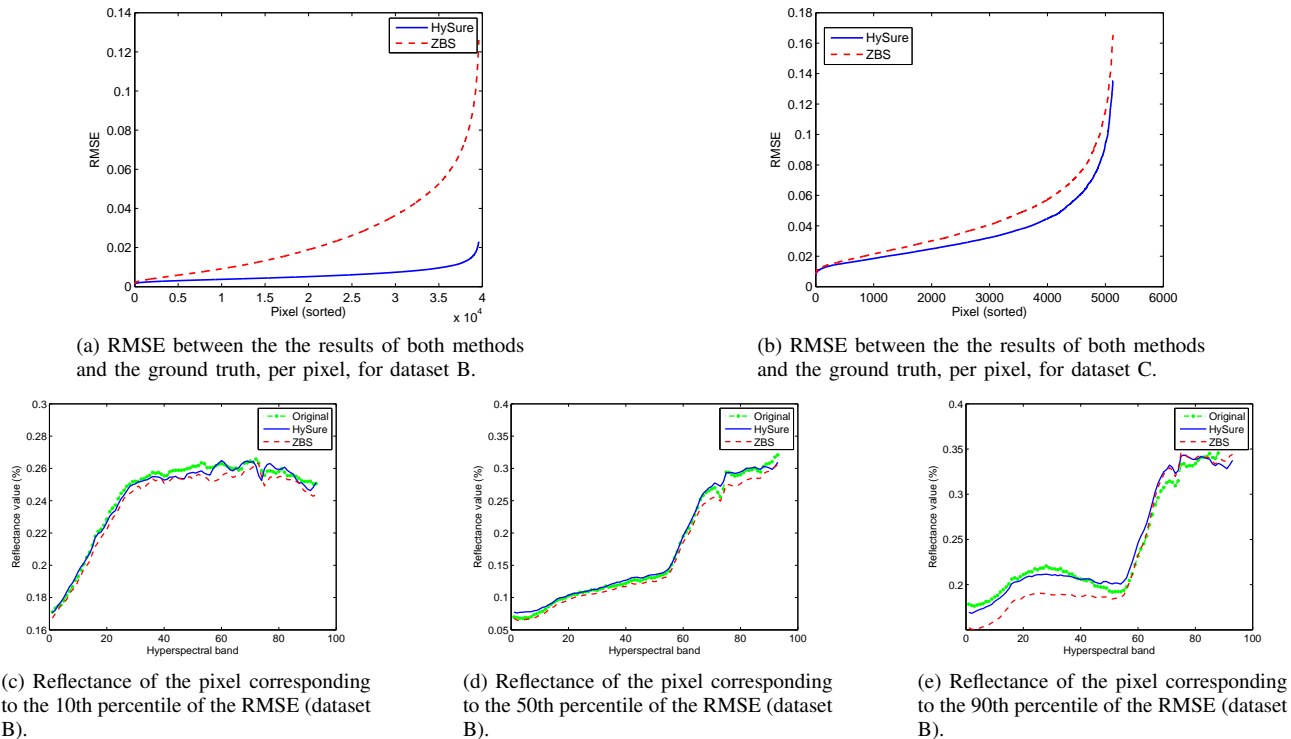 0.14
0.12
0.1
0.08
0.06
0.04
0.02
0
RMSE
HySure
ZBS
0 0.5 1 1.5 2 2.5 3 3.5 4
Pixel (sorted)
x 10^4
(a) RMSE between the the results of both methods
and the ground truth, per pixel, for dataset B.
0.18
0.16
0.14
0.12
0.1
0.08
0.06
0.04
0.02
0
RMSE
HySure
ZBS
0 1000 2000 3000 4000 5000 6000
Pixel (sorted)
(b) RMSE between the the results of both methods
and the ground truth, per pixel, for dataset C.
0.3
0.28
0.26
0.24
0.22
0.2
0.18
0.16
Reflectance value (%)
Original
HySure
ZBS
0 20 40 60 80 100
Hyperspectral band
(c) Reflectance of the pixel corresponding
to the 10th percentile of the RMSE (dataset
B).
0.4
0.35
0.3
0.25
0.2
0.15
0.1
0.05
Reflectance value (%)
Original
HySure
ZBS
0 20 40 60 80 100
Hyperspectral band
(d) Reflectance of the pixel corresponding
to the 50th percentile of the RMSE (dataset
B).
0.4
0.35
0.3
0.25
0.2
Reflectance value (%)
Original
HySure
ZBS
0 20 40 60 80 100
Hyperspectral band
(e) Reflectance of the pixel corresponding
to the 90th percentile of the RMSE (dataset
B).